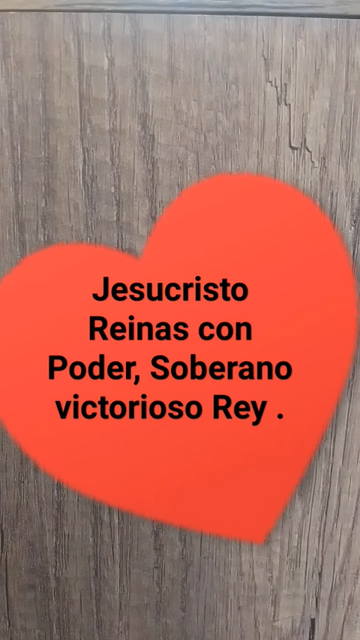 Jesucristo
Reinas con
Poder, Soberano
victorioso Rey .